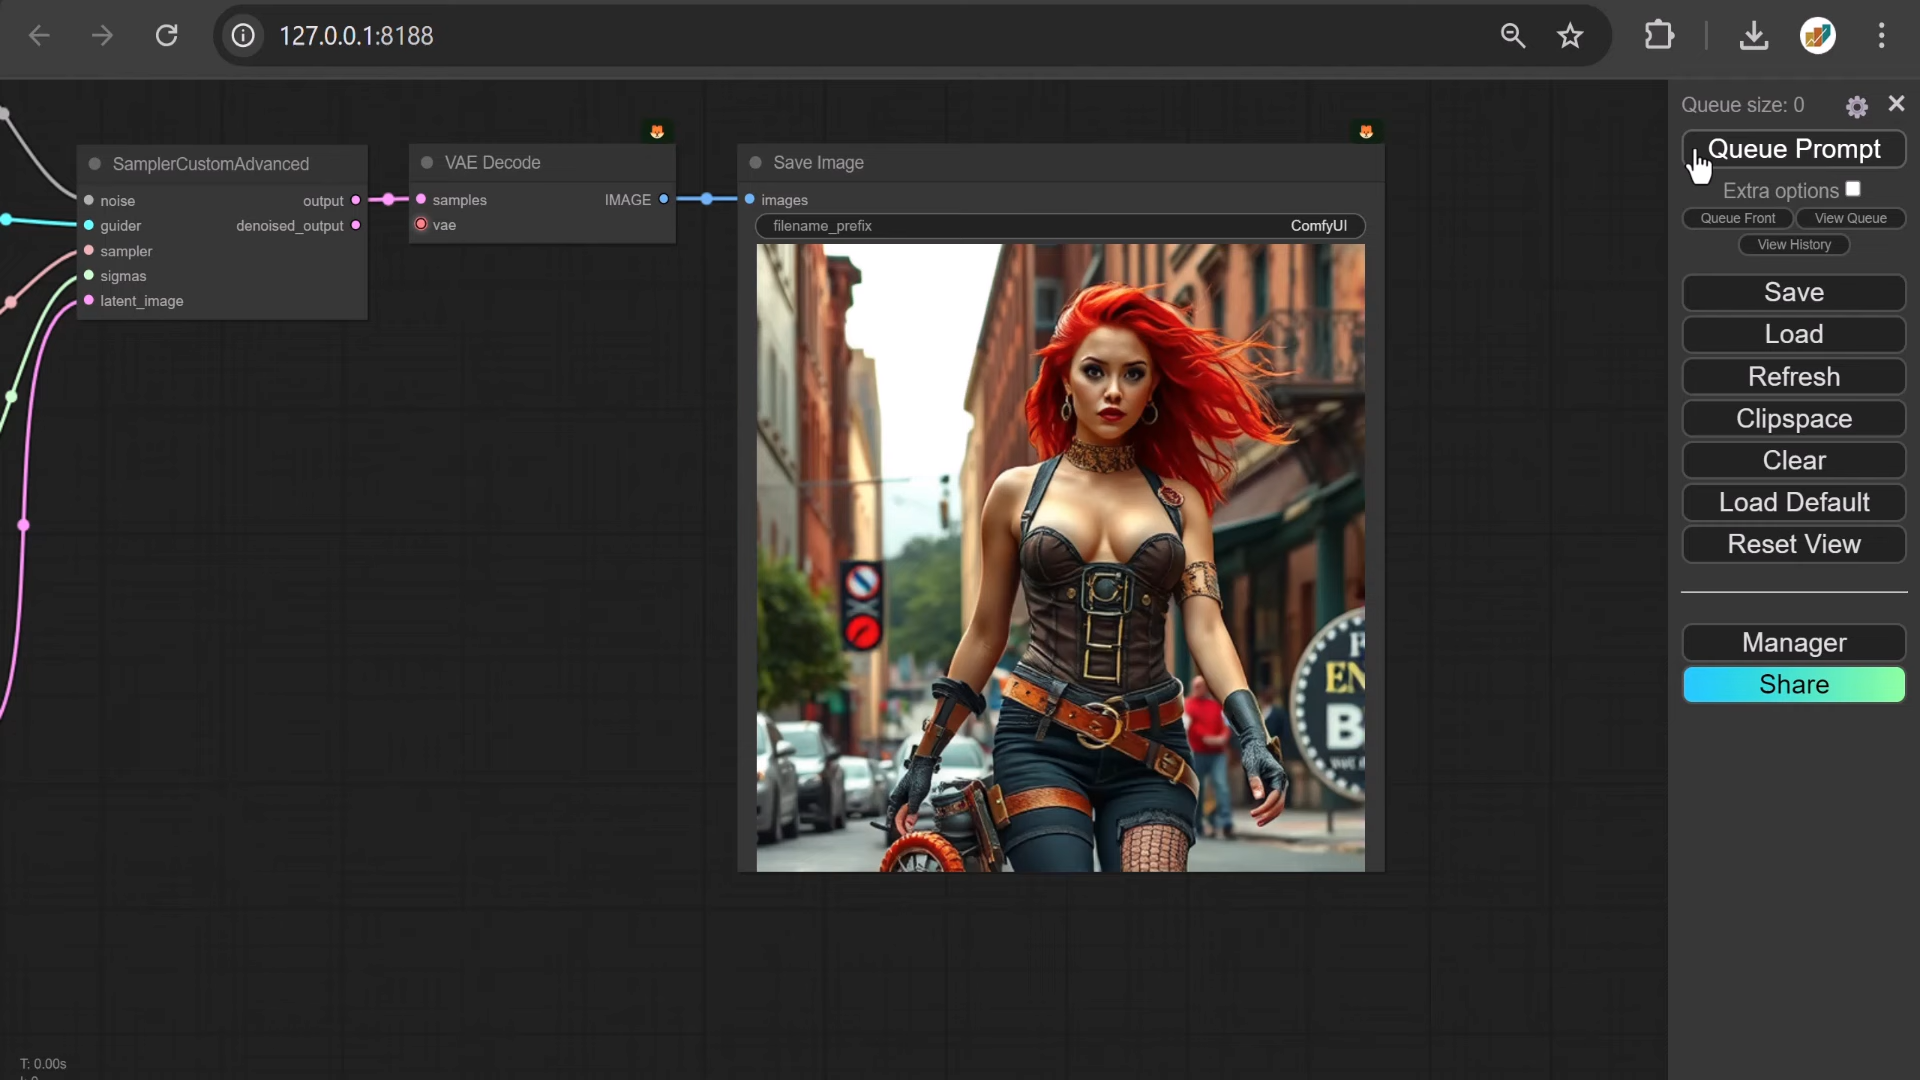 127.0.0.1:8188
Queue size: 0
Queue Prompt
Extra options
Queue Front
View Queue
View History
Save
Load
Refresh
Clipspace
Clear
Load Default
Reset View
Manager
Share
SamplerCustomAdvanced
noise
output
guider
denoised_output
sampler
sigmas
latent_image
VAE Decode
samples
IMAGE
vae
Save Image
images
filename_prefix
ComfyUI
EN
B
T: 0.00s